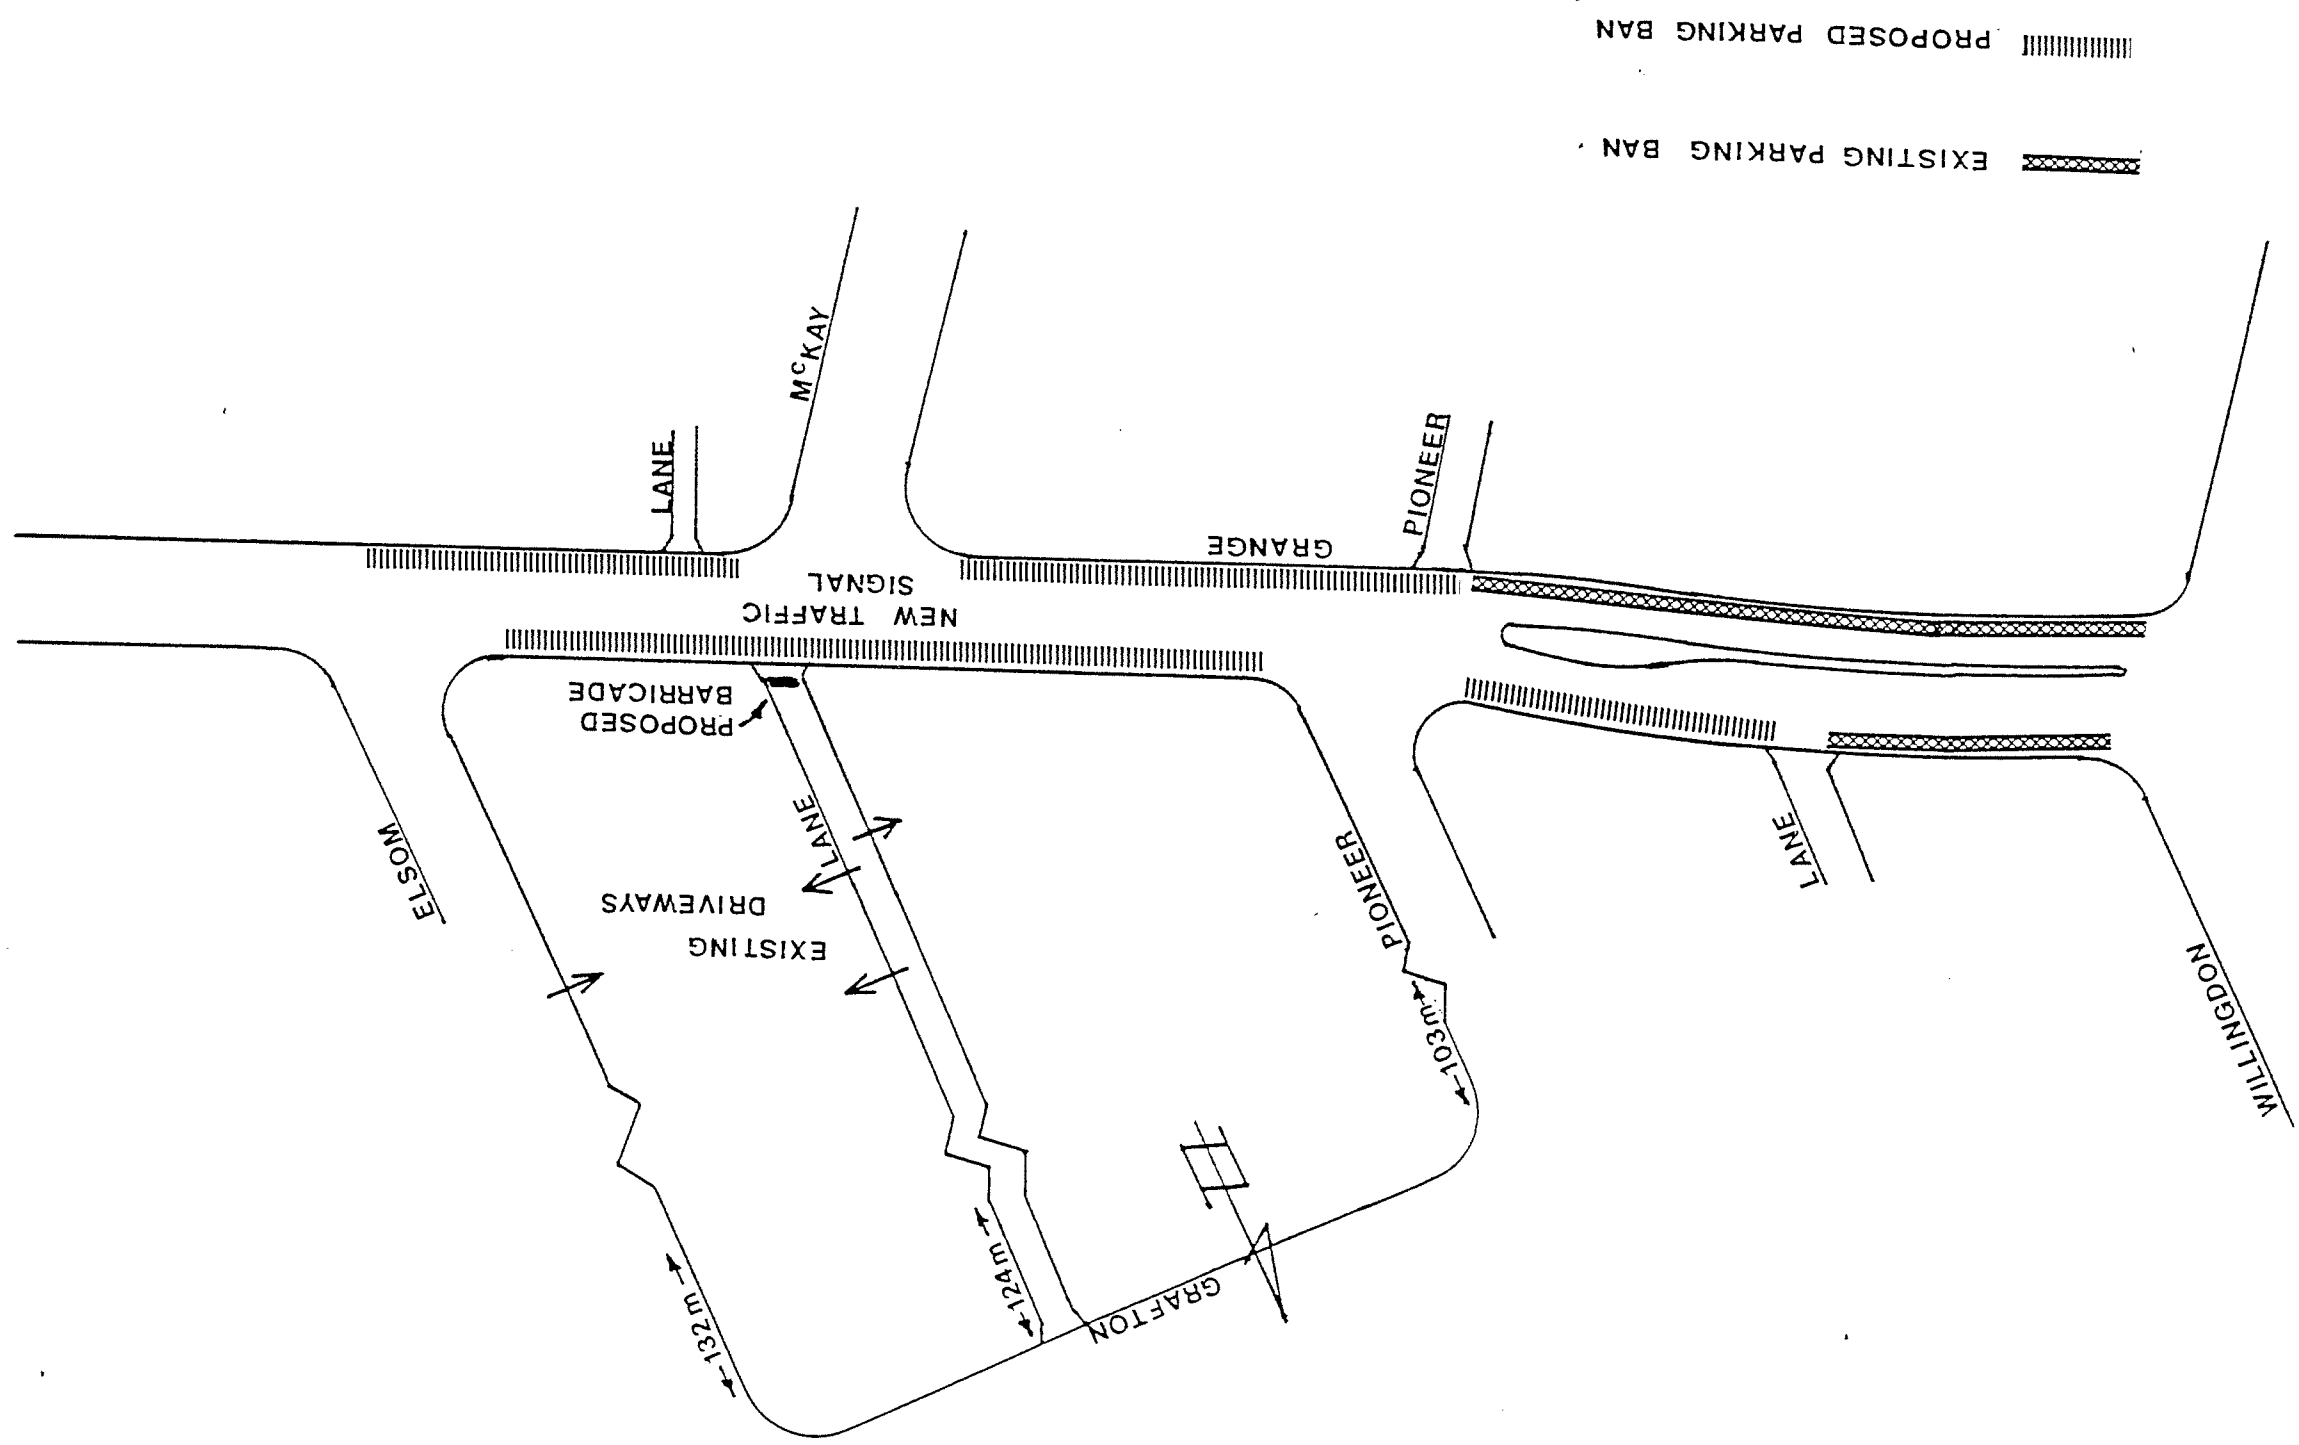 WILLINGDON
GRAFTON
-103m-
-124m-
-132m-
PIONEER
LANE
EXISTING
DRIVEWAYS
LANE
ELSOM
PROPOSED
BARRICADE
NEW TRAFFIC
SIGNAL
GRANGE
PIONEER
LANE
McKAY
EXISTING PARKING BAN
PROPOSED PARKING BAN